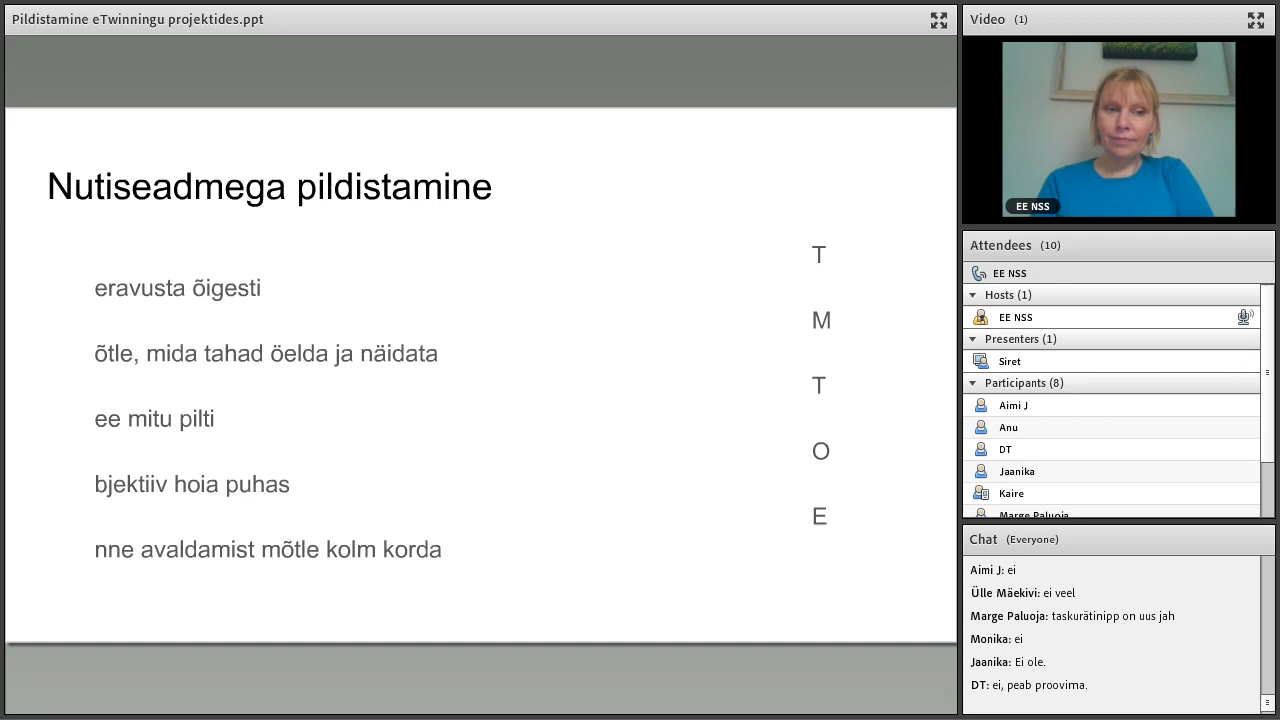 Pildistamine eTwinningu projektides.ppt
Nutiseadmega pildistamine
T
eravusta õigesti
M
õtle, mida tahad öelda ja näidata
T
ee mitu pilti
O
bjektiiv hoia puhas
E
nne avaldamist mõtle kolm korda
Video (1)
EE NSS
Attendees (10)
EE NSS
Hosts (1)
EE NSS
Presenters (1)
Siret
Participants (8)
Aimi J
Anu
DT
Jaanika
Kaire
Marge Paluoja
Chat (Everyone)
Aimi J: ei
Ülle Mäekivi: ei veel
Marge Paluoja: taskurätinipp on uus jah
Monika: ei
Jaanika: Ei ole.
DT: ei, peab proovima.